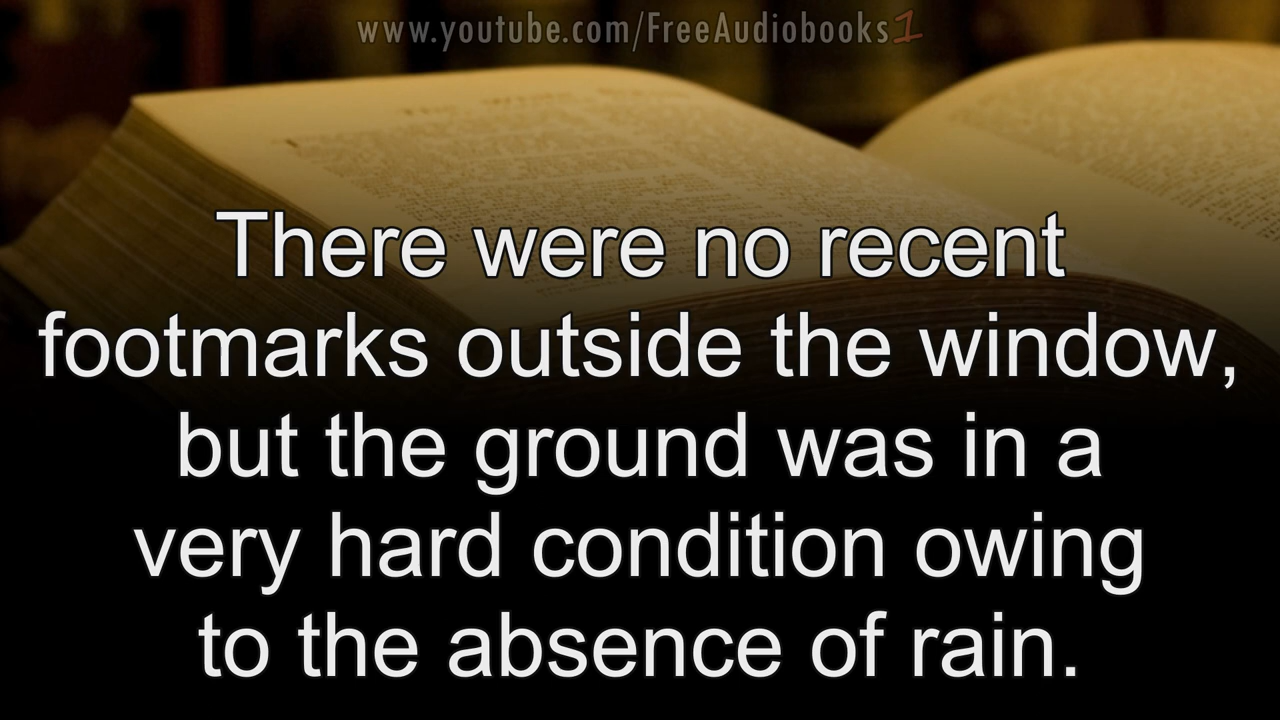 www.youtube.com/FreeAudiobooks1
There were no recent
footmarks outside the window,
but the ground was in a
very hard condition owing
to the absence of rain.